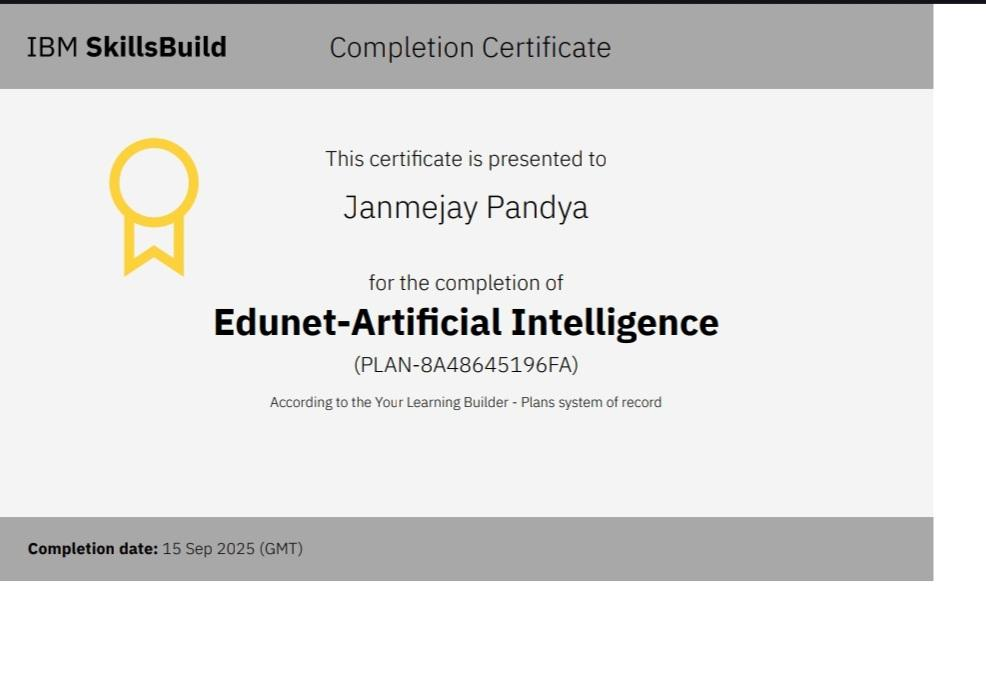 IBM SkillsBuild
Completion Certificate
This certificate is presented to
Janmejay Pandya
for the completion of
Edunet-Artificial Intelligence
(PLAN-8A48645196FA)
According to the Your Learning Builder - Plans system of record
Completion date: 15 Sep 2025 (GMT)